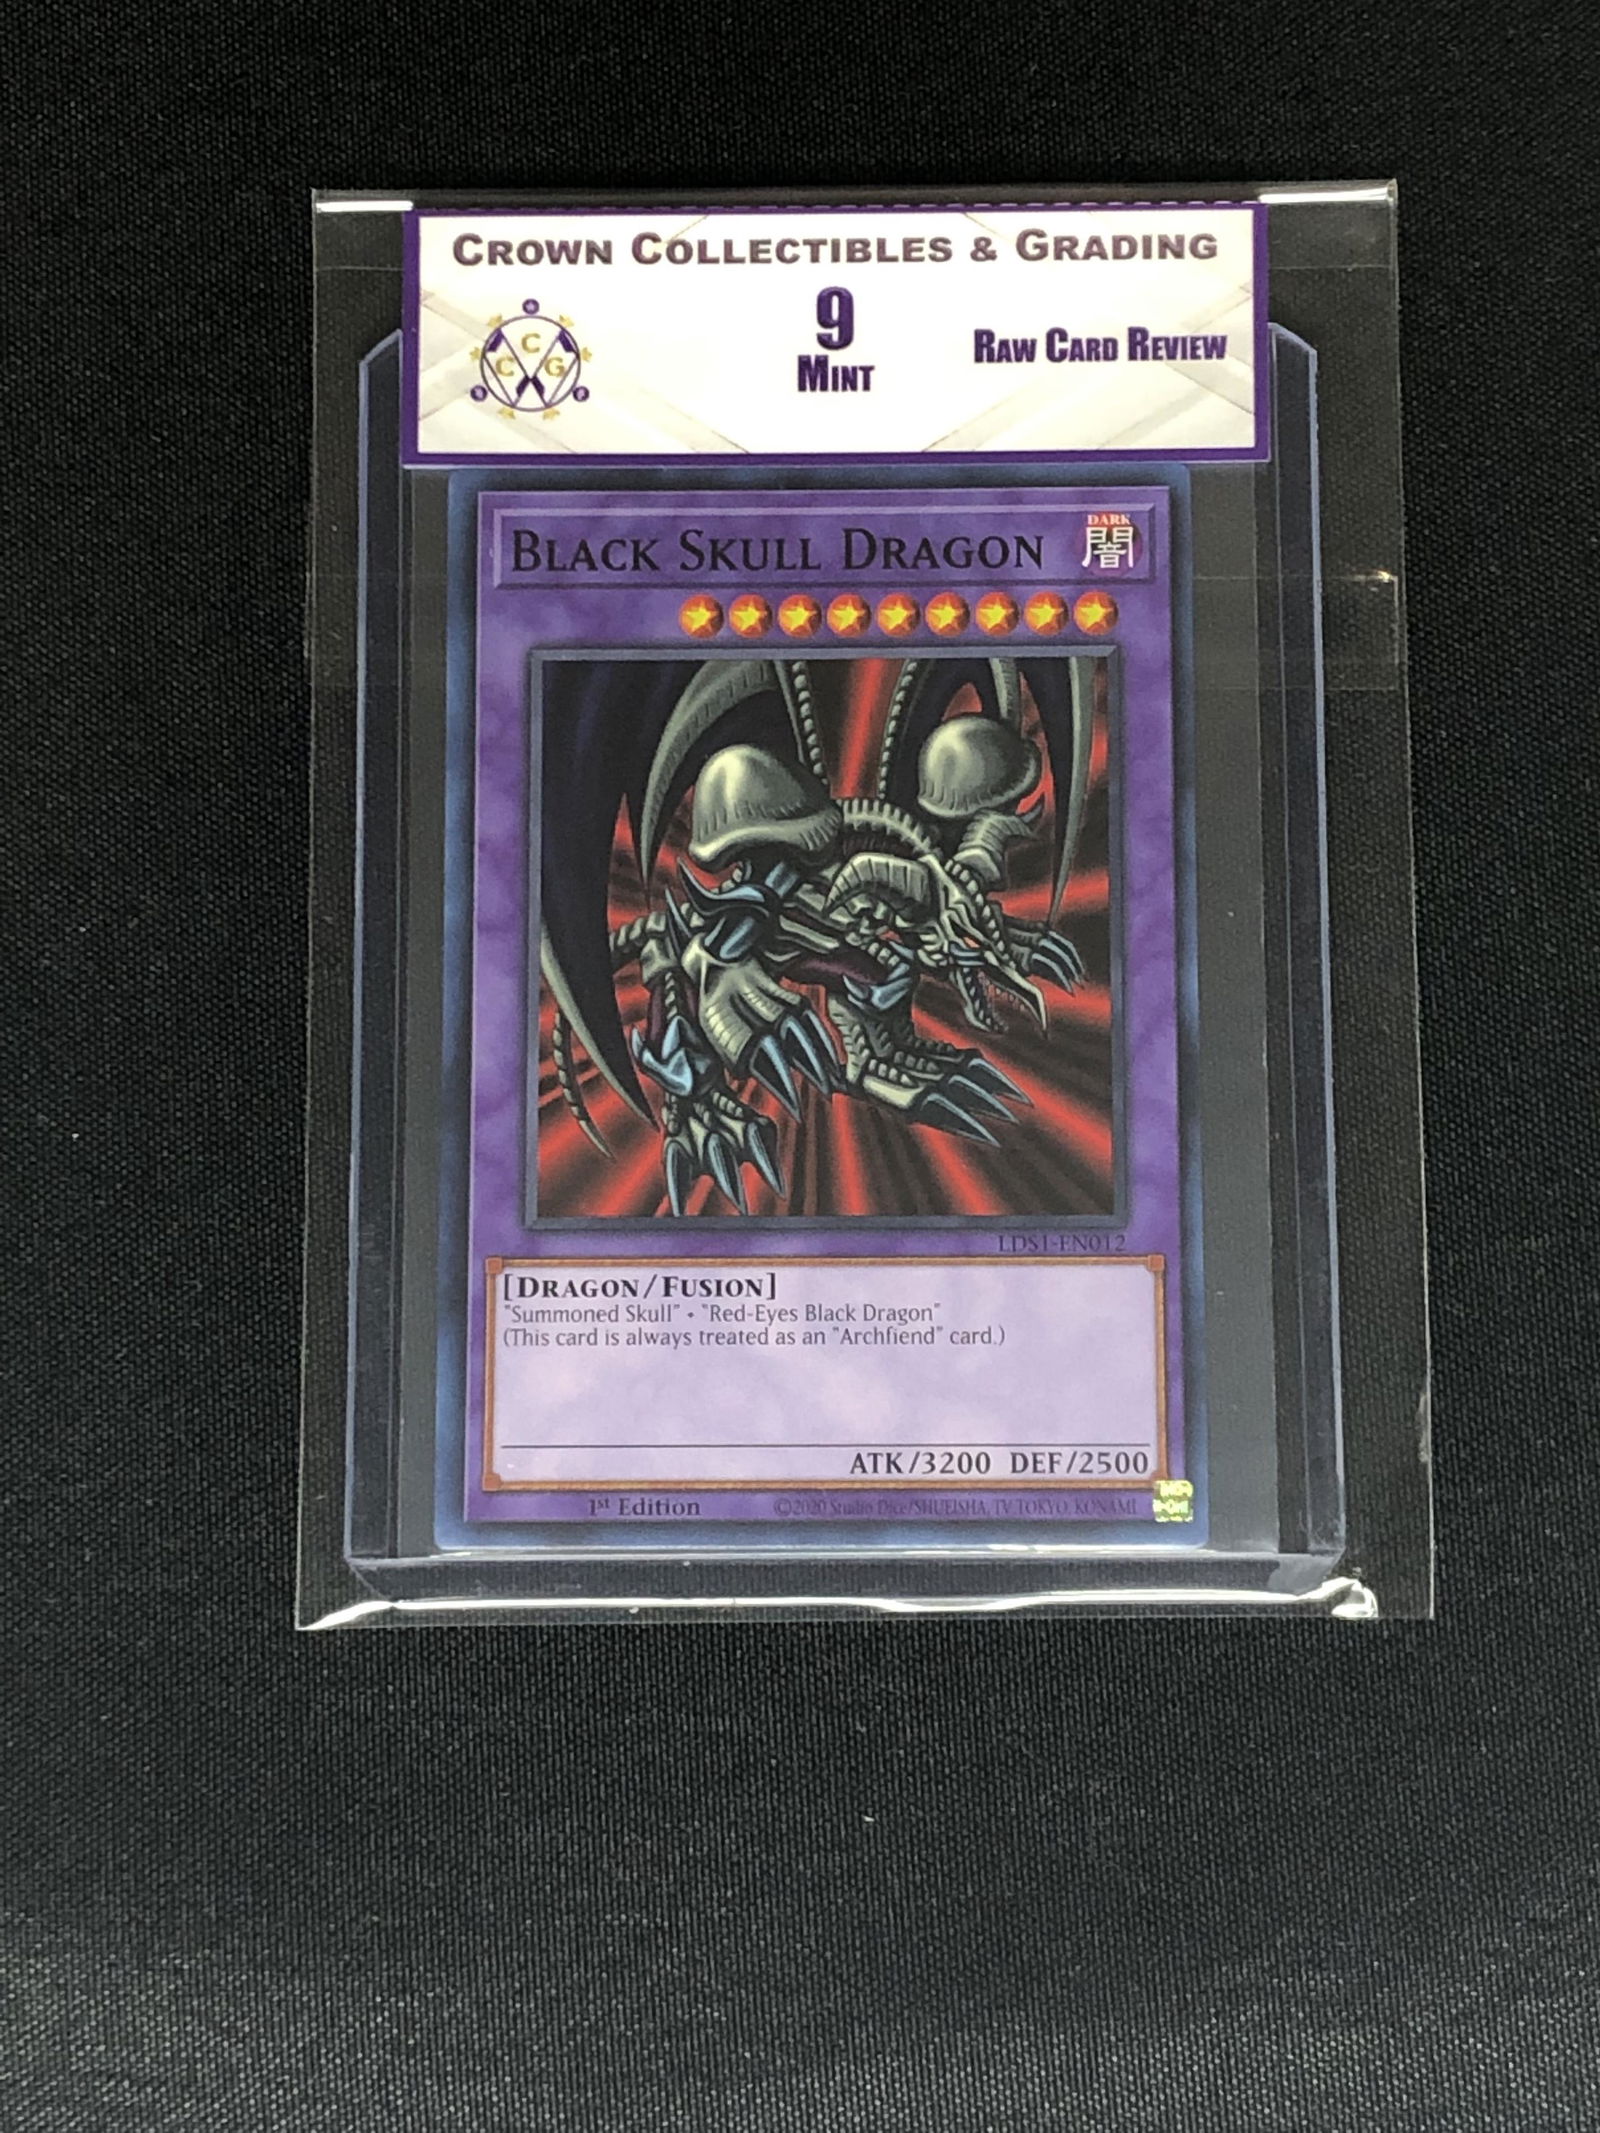 CROWN COLLECTIBLES & GRADING
C
C G
9
MINT
RAW CARD REVIEW
BLACK SKULL DRAGON
DARK
闇
LDS1-EN012
[DRAGON/FUSION]
"Summoned Skull" + "Red-Eyes Black Dragon"
(This card is always treated as an "Archfiend" card.)
ATK/3200 DEF/2500
1st Edition
©2020 Studio Dice/SHUEISHA, TV TOKYO, KONAMI